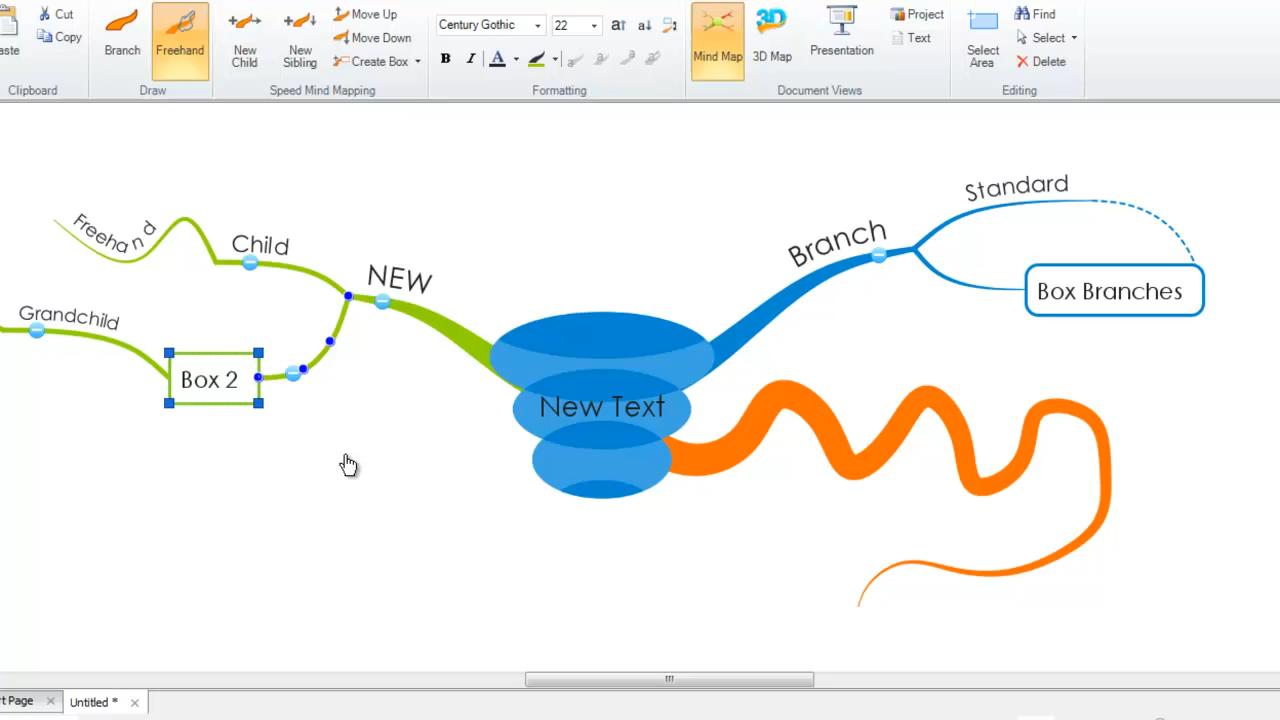 Cut
Copy
Clipboard
Branch
Freehand
Draw
New Child
New Sibling
Move Up
Move Down
Create Box
Speed Mind Mapping
Century Gothic
22
B I A
Formatting
Mind Map
3D
3D Map
Presentation
Project
Text
Document Views
Select Area
Find
Select
Delete
Editing
Freehand
Child
NEW
Grandchild
Box 2
New Text
Branch
Standard
Box Branches
rt Page
Untitled *